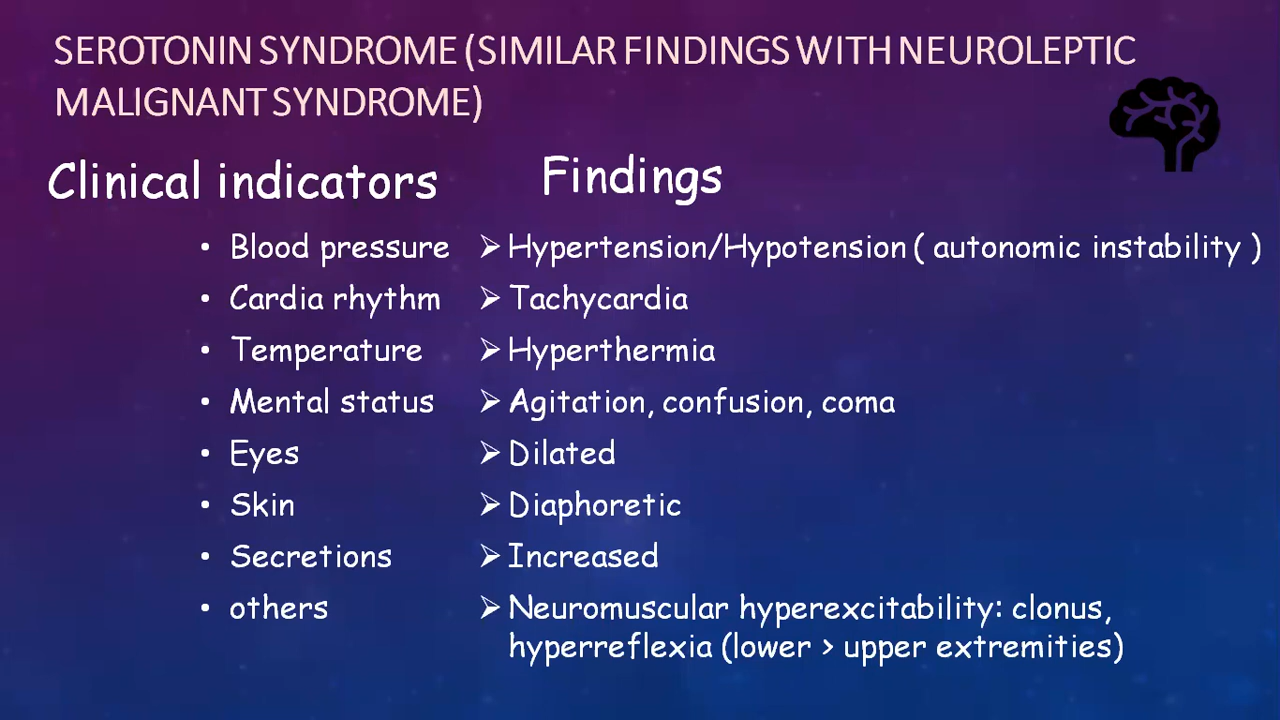 SEROTONIN SYNDROME (SIMILAR FINDINGS WITH NEUROLEPTIC
MALIGNANT SYNDROME)
Clinical indicators Findings
• Blood pressure ➢ Hypertension/Hypotension ( autonomic instability )
• Cardia rhythm ➢ Tachycardia
• Temperature ➢ Hyperthermia
• Mental status ➢ Agitation, confusion, coma
• Eyes ➢ Dilated
• Skin ➢ Diaphoretic
• Secretions ➢ Increased
• others ➢ Neuromuscular hyperexcitability: clonus,
hyperreflexia (lower > upper extremities)